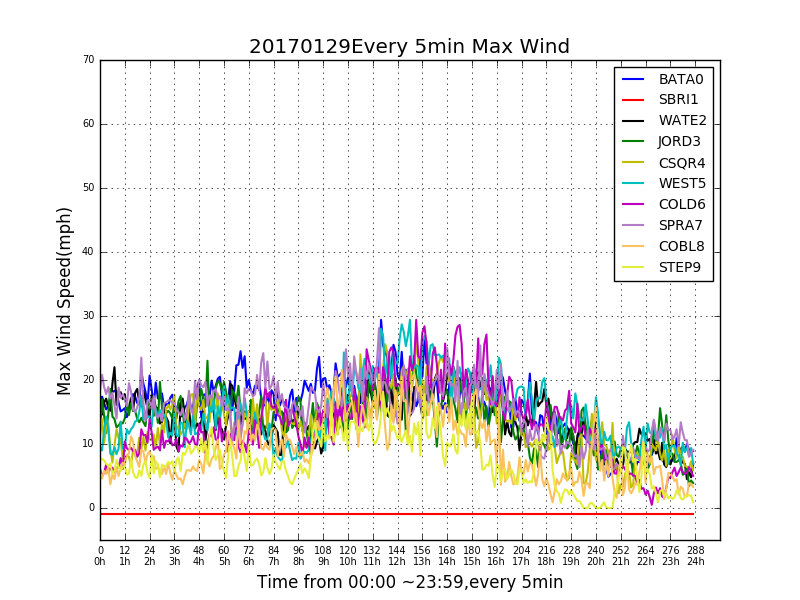 20170129Every 5min Max Wind
70
60
50
40
30
20
10
0
Max Wind Speed(mph)
BATA0
SBRI1
WATE2
JORD3
CSQR4
WEST5
COLD6
SPRA7
COBL8
STEP9
0 12 24 36 48 60 72 84 96 108 120 132 144 156 168 180 192 204 216 228 240 252 264 276 288
0h 1h 2h 3h 4h 5h 6h 7h 8h 9h 10h 11h 12h 13h 14h 15h 16h 17h 18h 19h 20h 21h 22h 23h 24h
Time from 00:00 ~23:59,every 5min